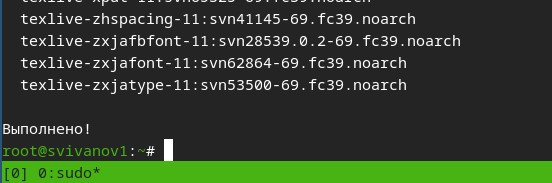 texlive-zhspacing-11:svn41145-69.fc39.noarch
texlive-zxjafbfont-11:svn28539.0.2-69.fc39.noarch
texlive-zxjafont-11:svn62864-69.fc39.noarch
texlive-zxjatype-11:svn53500-69.fc39.noarch
Выполнено!
root@svivanov1:~#
[0] 0:sudo*